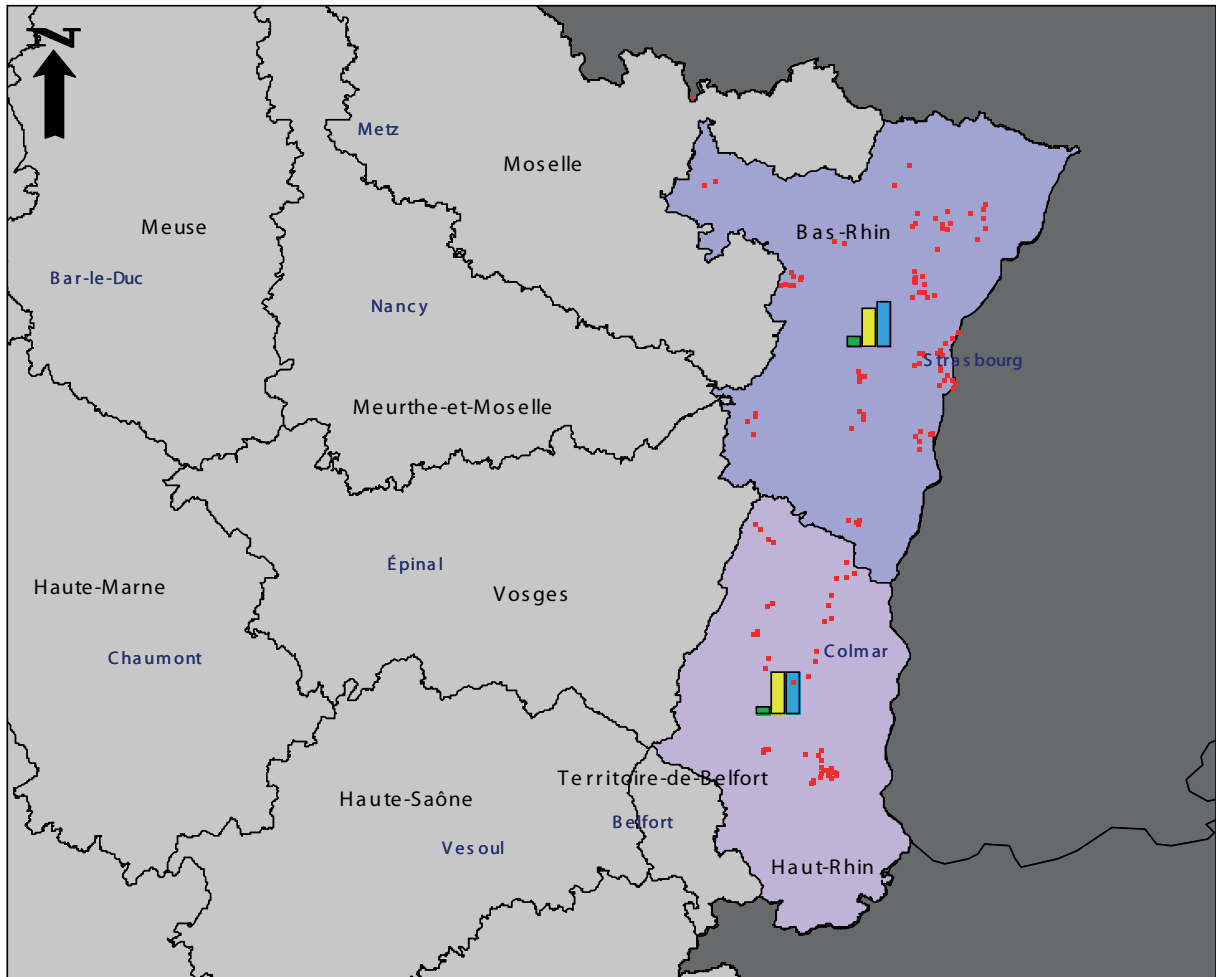 N
Metz
Moselle
Meuse
Bas-Rhin
Bar-le-Duc
Nancy
Strasbourg
Meurthe-et-Moselle
Épinal
Haute-Marne
Vosges
Chaumont
Colmar
Territoire-de-Belfort
Haute-Saône
Belfort
Vesoul
Haut-Rhin